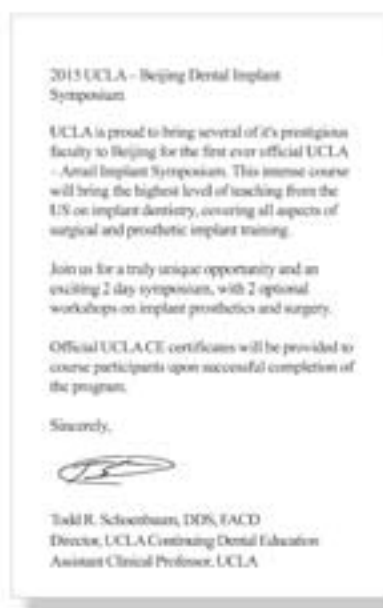 2015 UCLA – Beijing Dental Implant
Symposium
UCLA is proud to bring several of it's prestigious
faculty to Beijing for the first ever official UCLA
– Arrail Implant Symposium. This intense course
will bring the highest level of teaching from the
US on implant dentistry, covering all aspects of
surgical and prosthetic implant training.
Join us for a truly unique opportunity and an
exciting 2 day symposium, with 2 optional
workshops on implant prosthetics and surgery.
Official UCLA CE certificates will be provided to
course participants upon successful completion of
the program.
Sincerely,
Todd R. Schoenbaum, DDS, FACD
Director, UCLA Continuing Dental Education
Assistant Clinical Professor, UCLA